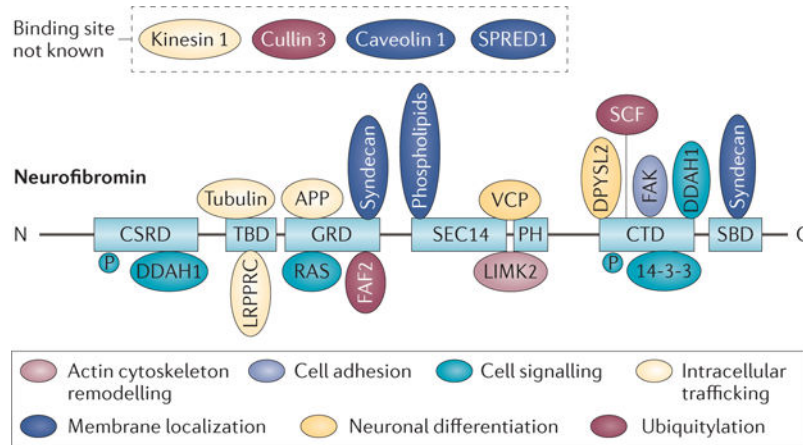 Binding site
not known
Kinesin 1
Cullin 3
Caveolin 1
SPRED1
SCF
Syndecan
Phospholipids
DPYSL2
FAK
DDAH1
Syndecan
Neurofibromin
Tubulin
APP
VCP
N
CSRD
TBD
GRD
SEC14
PH
CTD
SBD
C
P
DDAH1
LRPPRC
RAS
FAF2
LIMK2
P
14-3-3
Actin cytoskeleton
remodelling
Cell adhesion
Cell signalling
Intracellular
trafficking
Membrane localization
Neuronal differentiation
Ubiquitylation